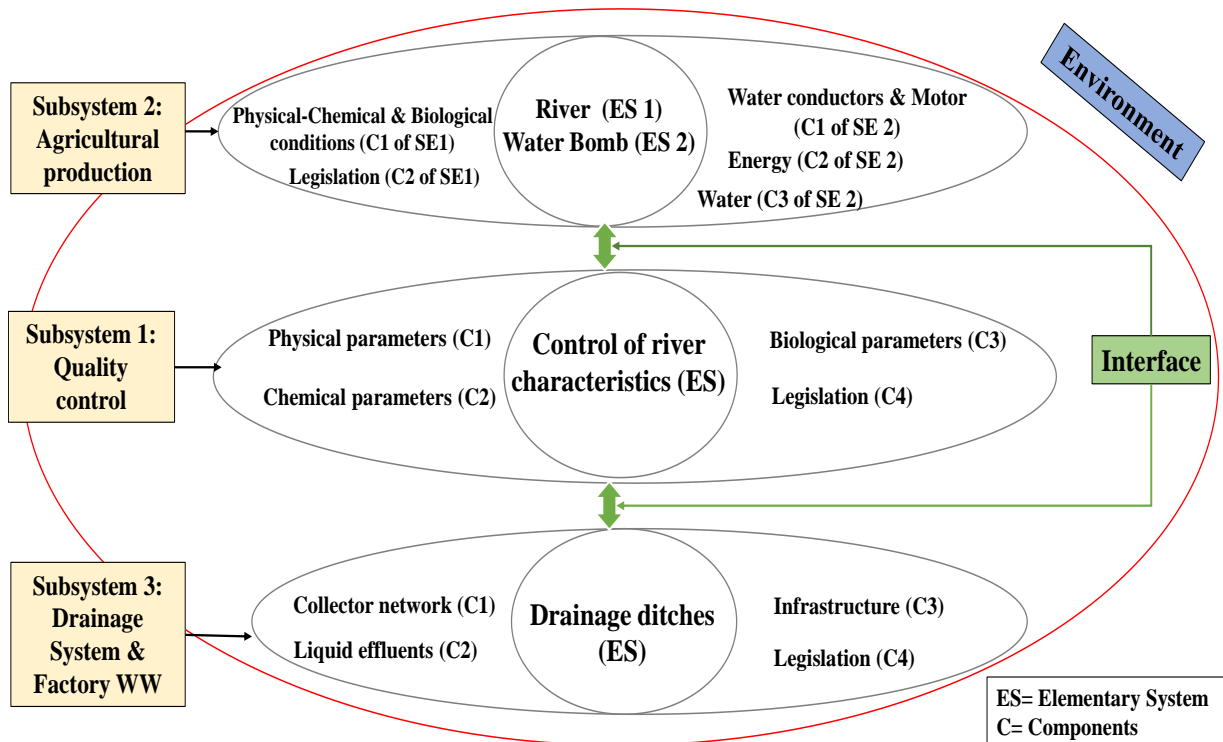 Environment
Subsystem 2:
Agricultural
production
Physical-Chemical & Biological
conditions (C1 of SE1)
Legislation (C2 of SE1)
River (ES 1)
Water Bomb (ES 2)
Water conductors & Motor
(C1 of SE 2)
Energy (C2 of SE 2)
Water (C3 of SE 2)
Subsystem 1:
Quality
control
Physical parameters (C1)
Chemical parameters (C2)
Control of river
characteristics (ES)
Biological parameters (C3)
Legislation (C4)
Interface
Subsystem 3:
Drainage
System &
Factory WW
Collector network (C1)
Liquid effluents (C2)
Drainage ditches
(ES)
Infrastructure (C3)
Legislation (C4)
ES= Elementary System
C= Components